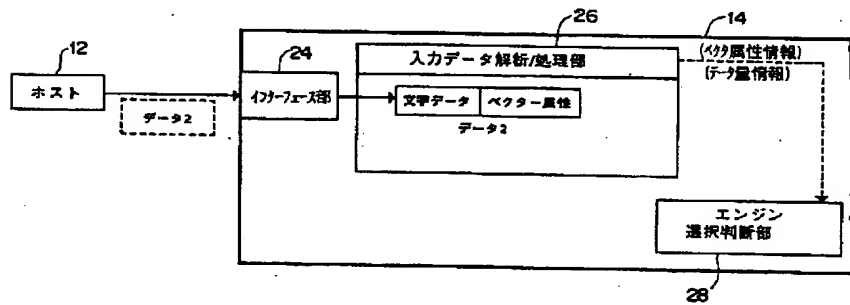 14
26
12
24
ホスト
データ2
インターフェース部
入力データ解析/処理部
文字データ
ベクター属性
データ2
(ベクタ属性情報)
(データ量情報)
エンジン
選択判断部
28